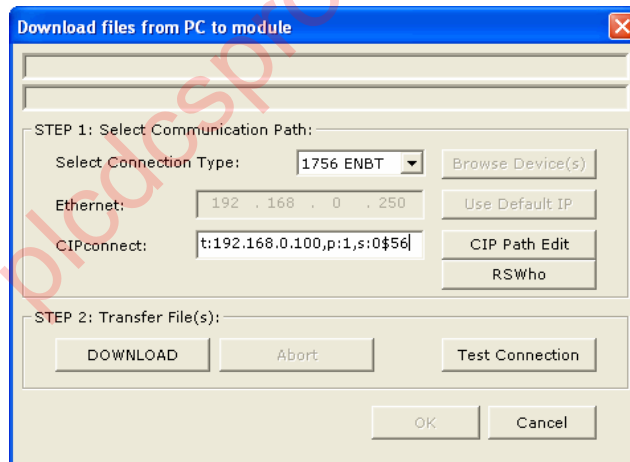 Download files from PC to module
STEP 1: Select Communication Path:
Select Connection Type: 1756 ENBT Browse Device(s)
Ethernet: 192 . 168 . 0 . 250 Use Default IP
CIPconnect: t:192.168.0.100,p:1,s:0$56 CIP Path Edit
RSWho
STEP 2: Transfer File(s):
DOWNLOAD Abort Test Connection
OK Cancel
plcdcspro